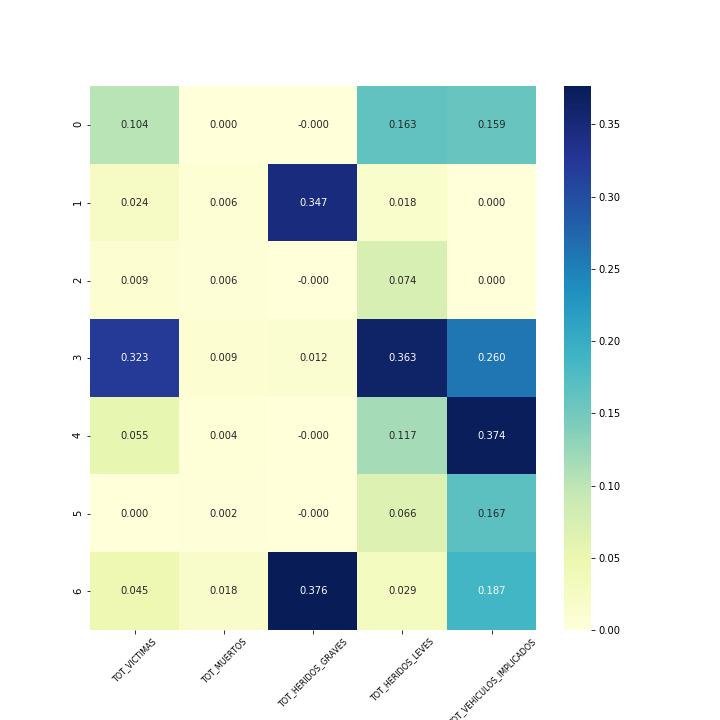 0 0.104 0.000 -0.000 0.163 0.159
1 0.024 0.006 0.347 0.018 0.000
2 0.009 0.006 -0.000 0.074 0.000
3 0.323 0.009 0.012 0.363 0.260
4 0.055 0.004 -0.000 0.117 0.374
5 0.000 0.002 -0.000 0.066 0.167
6 0.045 0.018 0.376 0.029 0.187
TOT_VICTIMAS
TOT_MUERTOS
TOT_HERIDOS_GRAVES
TOT_HERIDOS_LEVES
OT_VEHICULOS_IMPLICADOS
0.35
0.30
0.25
0.20
0.15
0.10
0.05
0.00